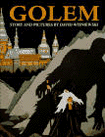 GOLEM
STORY AND PICTURES BY DAVID WISNIEWSKI